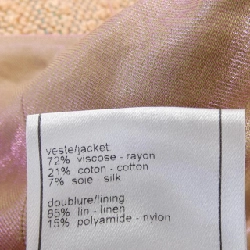 veste/jacket
72% viscose - rayon
21% coton - cotton
7% soie - silk
doublure/lining
85% lin - linen
15% polyamide - nylon